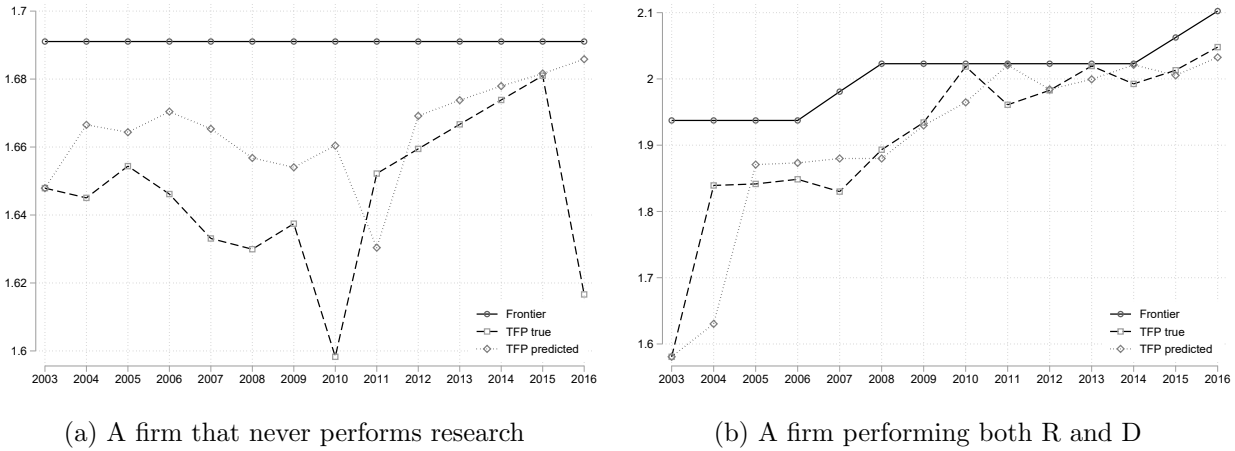 1.7
1.68
1.66
1.64
1.62
1.6
2003 2004 2005 2006 2007 2008 2009 2010 2011 2012 2013 2014 2015 2016
Frontier
TFP true
TFP predicted
(a) A firm that never performs research
2.1
2
1.9
1.8
1.7
1.6
2003 2004 2005 2006 2007 2008 2009 2010 2011 2012 2013 2014 2015 2016
Frontier
TFP true
TFP predicted
(b) A firm performing both R and D